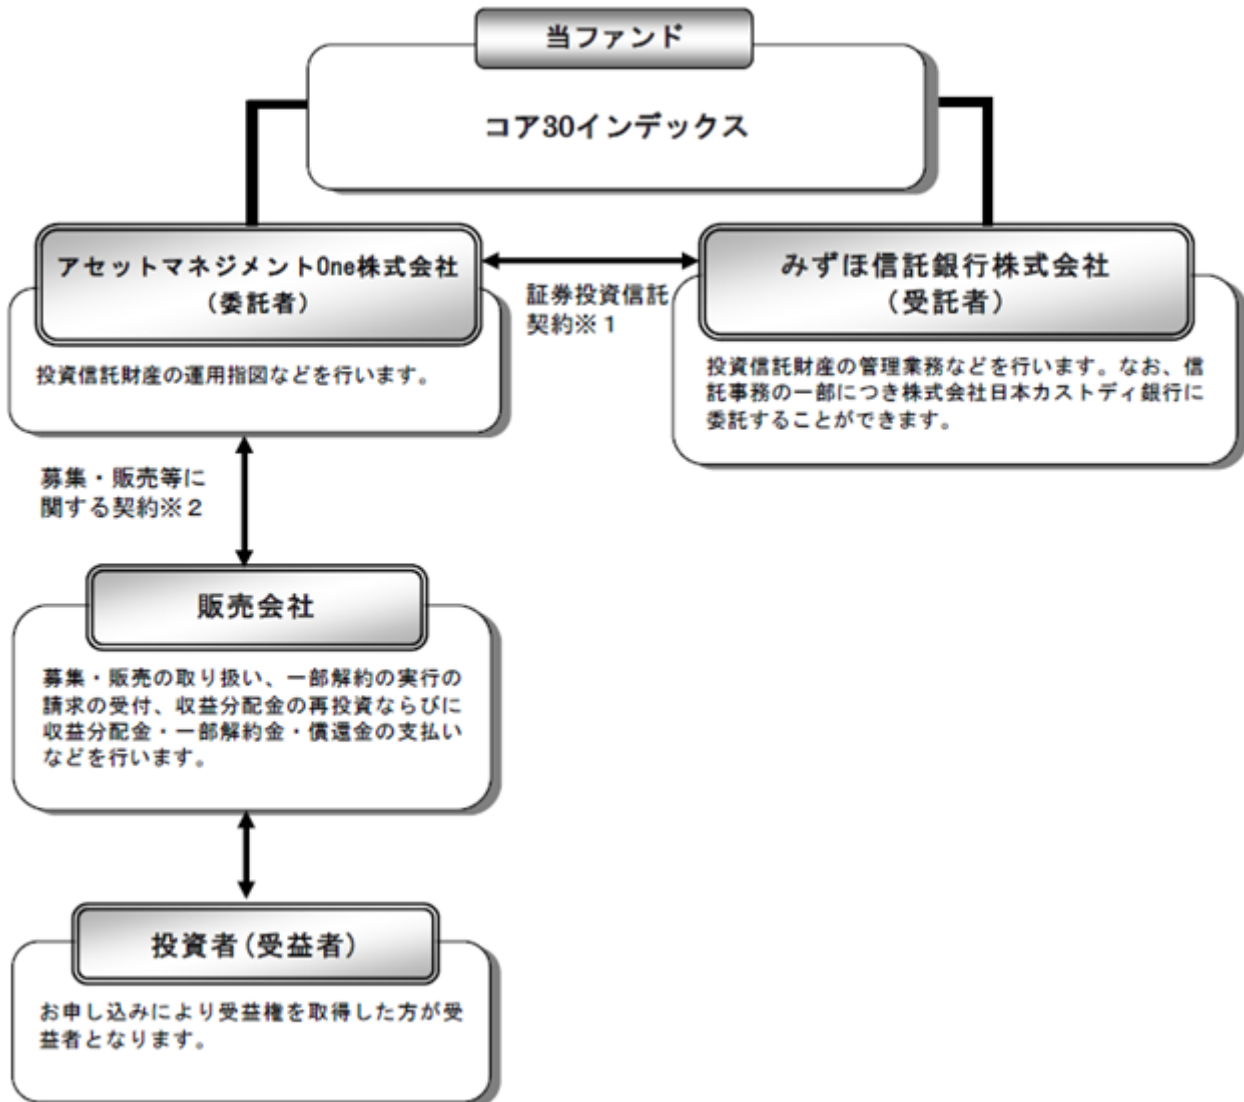 当ファンド
コア30インデックス
アセットマネジメントOne株式会社
（委託者）
投資信託財産の運用指図などを行います。
証券投資信託
契約※１
みずほ信託銀行株式会社
（受託者）
投資信託財産の管理業務などを行います。なお、信
託事務の一部につき株式会社日本カストディ銀行に
委託することができます。
募集・販売等に
関する契約※２
販売会社
募集・販売の取り扱い、一部解約の実行の
請求の受付、収益分配金の再投資ならびに
収益分配金・一部解約金・償還金の支払い
などを行います。
投資者(受益者)
お申し込みにより受益権を取得した方が受
益者となります。